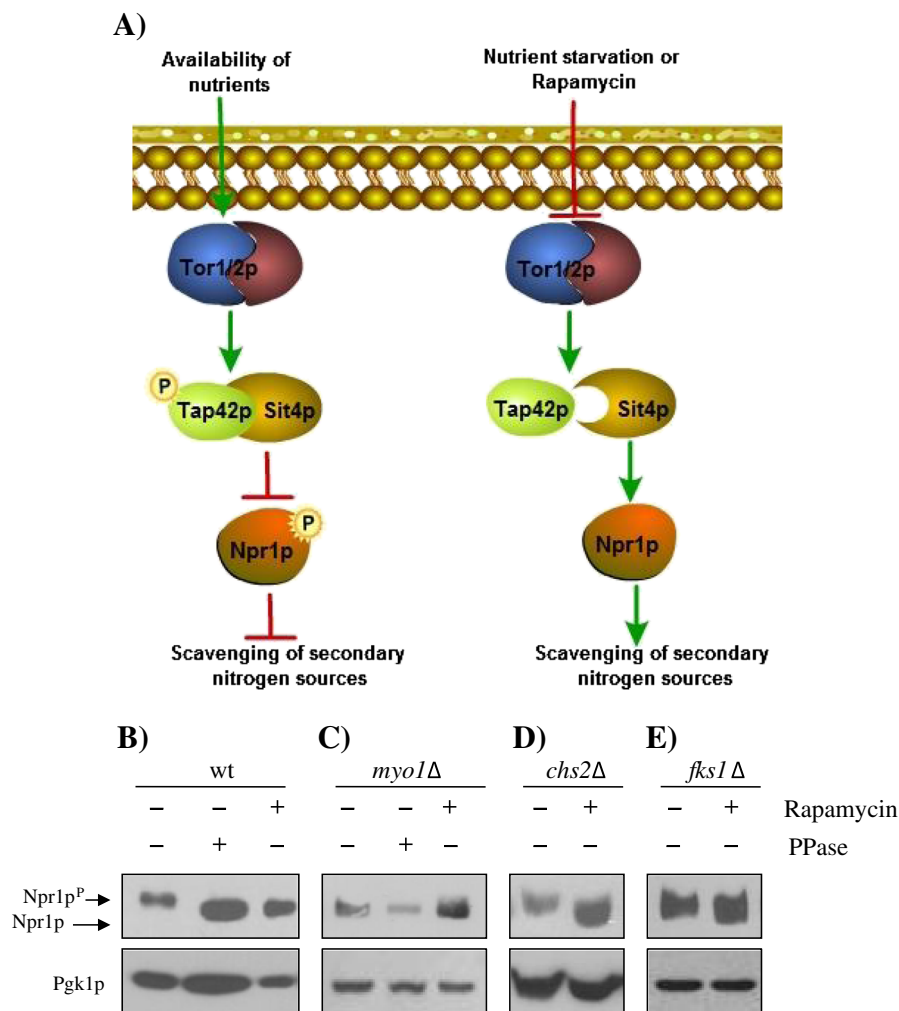 A)
Availability of
nutrients
Nutrient starvation or
Rapamycin
Tor1/2p
Tor1/2p
P
Tap42p
Sit4p
Tap42p
Sit4p
P
Npr1p
Npr1p
Scavenging of secondary
nitrogen sources
Scavenging of secondary
nitrogen sources
B)
C)
D)
E)
wt
myo1Δ
chs2Δ
fks1Δ
– – + – – + – + – + Rapamycin
– + – – + – – – – – PPase
Npr1pᴾ
Npr1p
Pgk1p